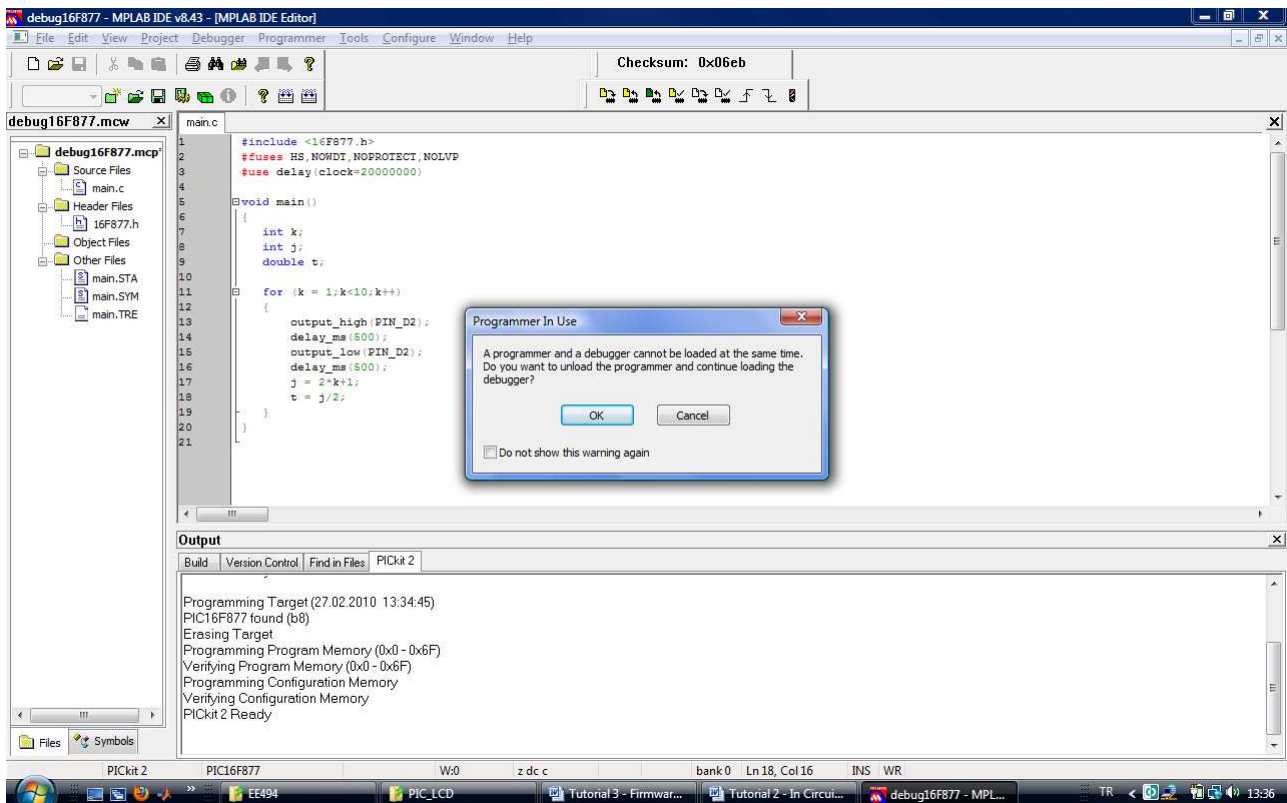 debug16F877 - MPLAB IDE v8.43 - [MPLAB IDE Editor]
File Edit View Project Debugger Programmer Tools Configure Window Help
Checksum: 0x06eb
debug16F877.mcw
debug16F877.mcp*
Source Files
main.c
Header Files
16F877.h
Object Files
Other Files
main.STA
main.SYM
main.TRE
Files Symbols
main.c
1 #include <16F877.h>
2 #fuses HS,NOWDT,NOPROTECT,NOLVP
3 #use delay(clock=20000000)
4
5 void main()
6 {
7 int k;
8 int j;
9 double t;
10
11 for (k = 1;k<10;k++)
12 {
13 output_high(PIN_D2);
14 delay_ms(500);
15 output_low(PIN_D2);
16 delay_ms(500);
17 j = 2*k+1;
18 t = j/2;
19 }
20 }
21
Programmer In Use
A programmer and a debugger cannot be loaded at the same time.
Do you want to unload the programmer and continue loading the
debugger?
OK Cancel
Do not show this warning again
Output
Build Version Control Find in Files PICkit 2
Programming Target (27.02.2010 13:34:45)
PIC16F877 found (b8)
Erasing Target
Programming Program Memory (0x0 - 0x6F)
Verifying Program Memory (0x0 - 0x6F)
Programming Configuration Memory
Verifying Configuration Memory
PICkit 2 Ready
PICkit 2 PIC16F877 W:0 z dc c bank 0 Ln 18, Col 16 INS WR
EE494 PIC_LCD Tutorial 3 - Firmwar... Tutorial 2 - In Circui... debug16F877 - MPL... TR 13:36